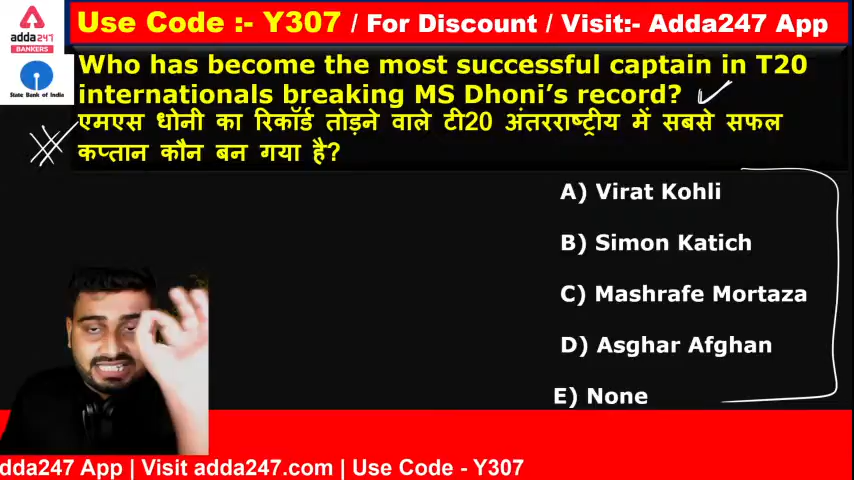 Use Code :- Y307 / For Discount / Visit:- Adda247 App
adda247
BANKERS
State Bank of India
Who has become the most successful captain in T20
internationals breaking MS Dhoni's record?
एमएस धोनी का रिकॉर्ड तोड़ने वाले टी20 अंतरराष्ट्रीय में सबसे सफल
कप्तान कौन बन गया है?
A) Virat Kohli
B) Simon Katich
C) Mashrafe Mortaza
D) Asghar Afghan
E) None
dda247 App | Visit adda247.com | Use Code - Y307